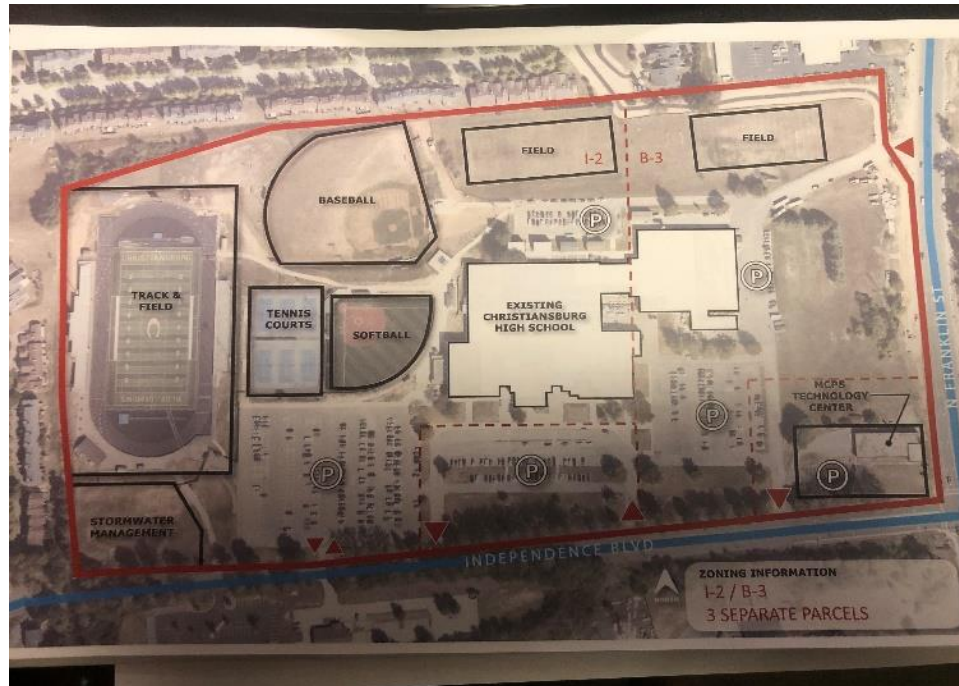 FIELD
I-2
B-3
FIELD
BASEBALL
P
P
TRACK &
FIELD
TENNIS
COURTS
SOFTBALL
EXISTING
CHRISTIANSBURG
HIGH SCHOOL
N FRANKLIN ST
MCPS
TECHNOLOGY
CENTER
P
P
P
P
STORMWATER
MANAGEMENT
INDEPENDENCE BLVD
ZONING INFORMATION
I-2 / B-3
3 SEPARATE PARCELS